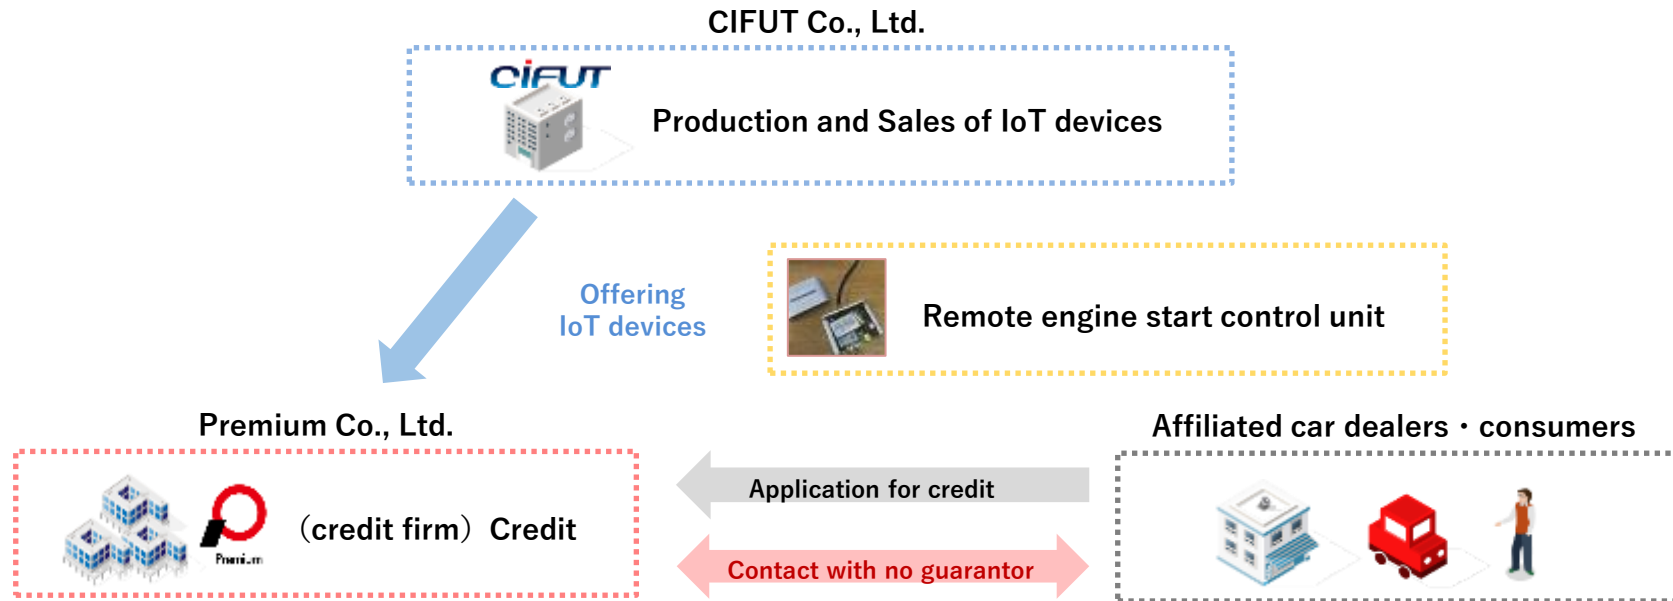 CIFUT Co., Ltd.
CIFUT
Production and Sales of IoT devices
Offering
IoT devices
Remote engine start control unit
Premium Co., Ltd.
Affiliated car dealers・consumers
Application for credit
（credit firm）Credit
Premium
Contact with no guarantor